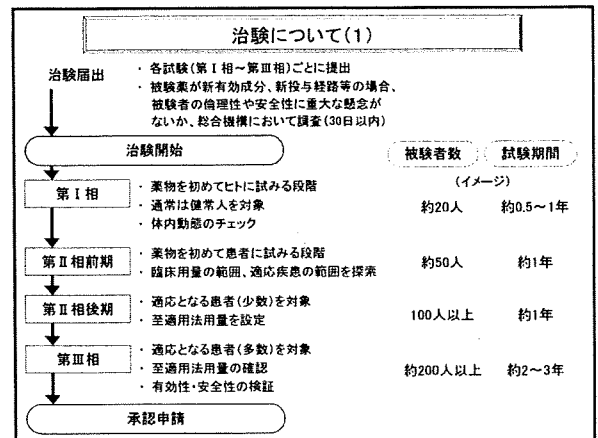 治験について(1)
治験届出
・ 各試験(第Ⅰ相～第Ⅲ相)ごとに提出
・ 被験薬が新有効成分、新投与経路等の場合、
被験者の倫理性や安全性に重大な懸念が
ないか、総合機構において調査(30日以内)
治験開始
被験者数
試験期間
(イメージ)
第Ⅰ相
・ 薬物を初めてヒトに試みる段階
・ 通常は健常人を対象
・ 体内動態のチェック
約20人
約0.5～1年
第Ⅱ相前期
・ 薬物を初めて患者に試みる段階
・ 臨床用量の範囲、適応疾患の範囲を探索
約50人
約1年
第Ⅱ相後期
・ 適応となる患者(少数)を対象
・ 至適用法用量を設定
100人以上
約1年
第Ⅲ相
・ 適応となる患者(多数)を対象
・ 至適用法用量の確認
・ 有効性・安全性の検証
約200人以上
約2～3年
承認申請